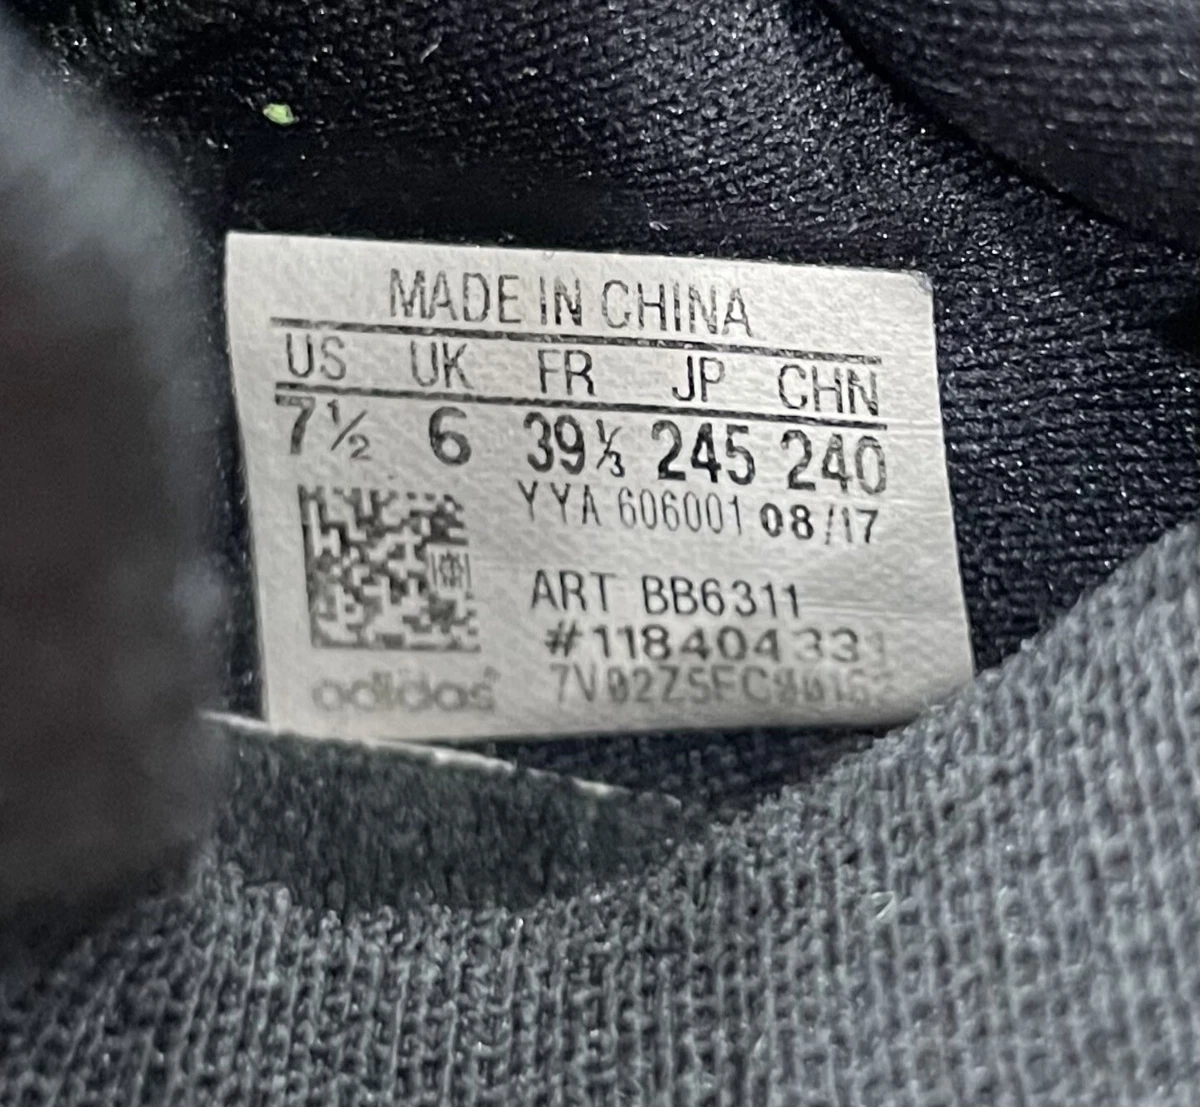 MADE IN CHINA
US UK FR JP CHN
7½ 6 39⅓ 245 240
YYA 606001 08/17
ART BB6311
adidas